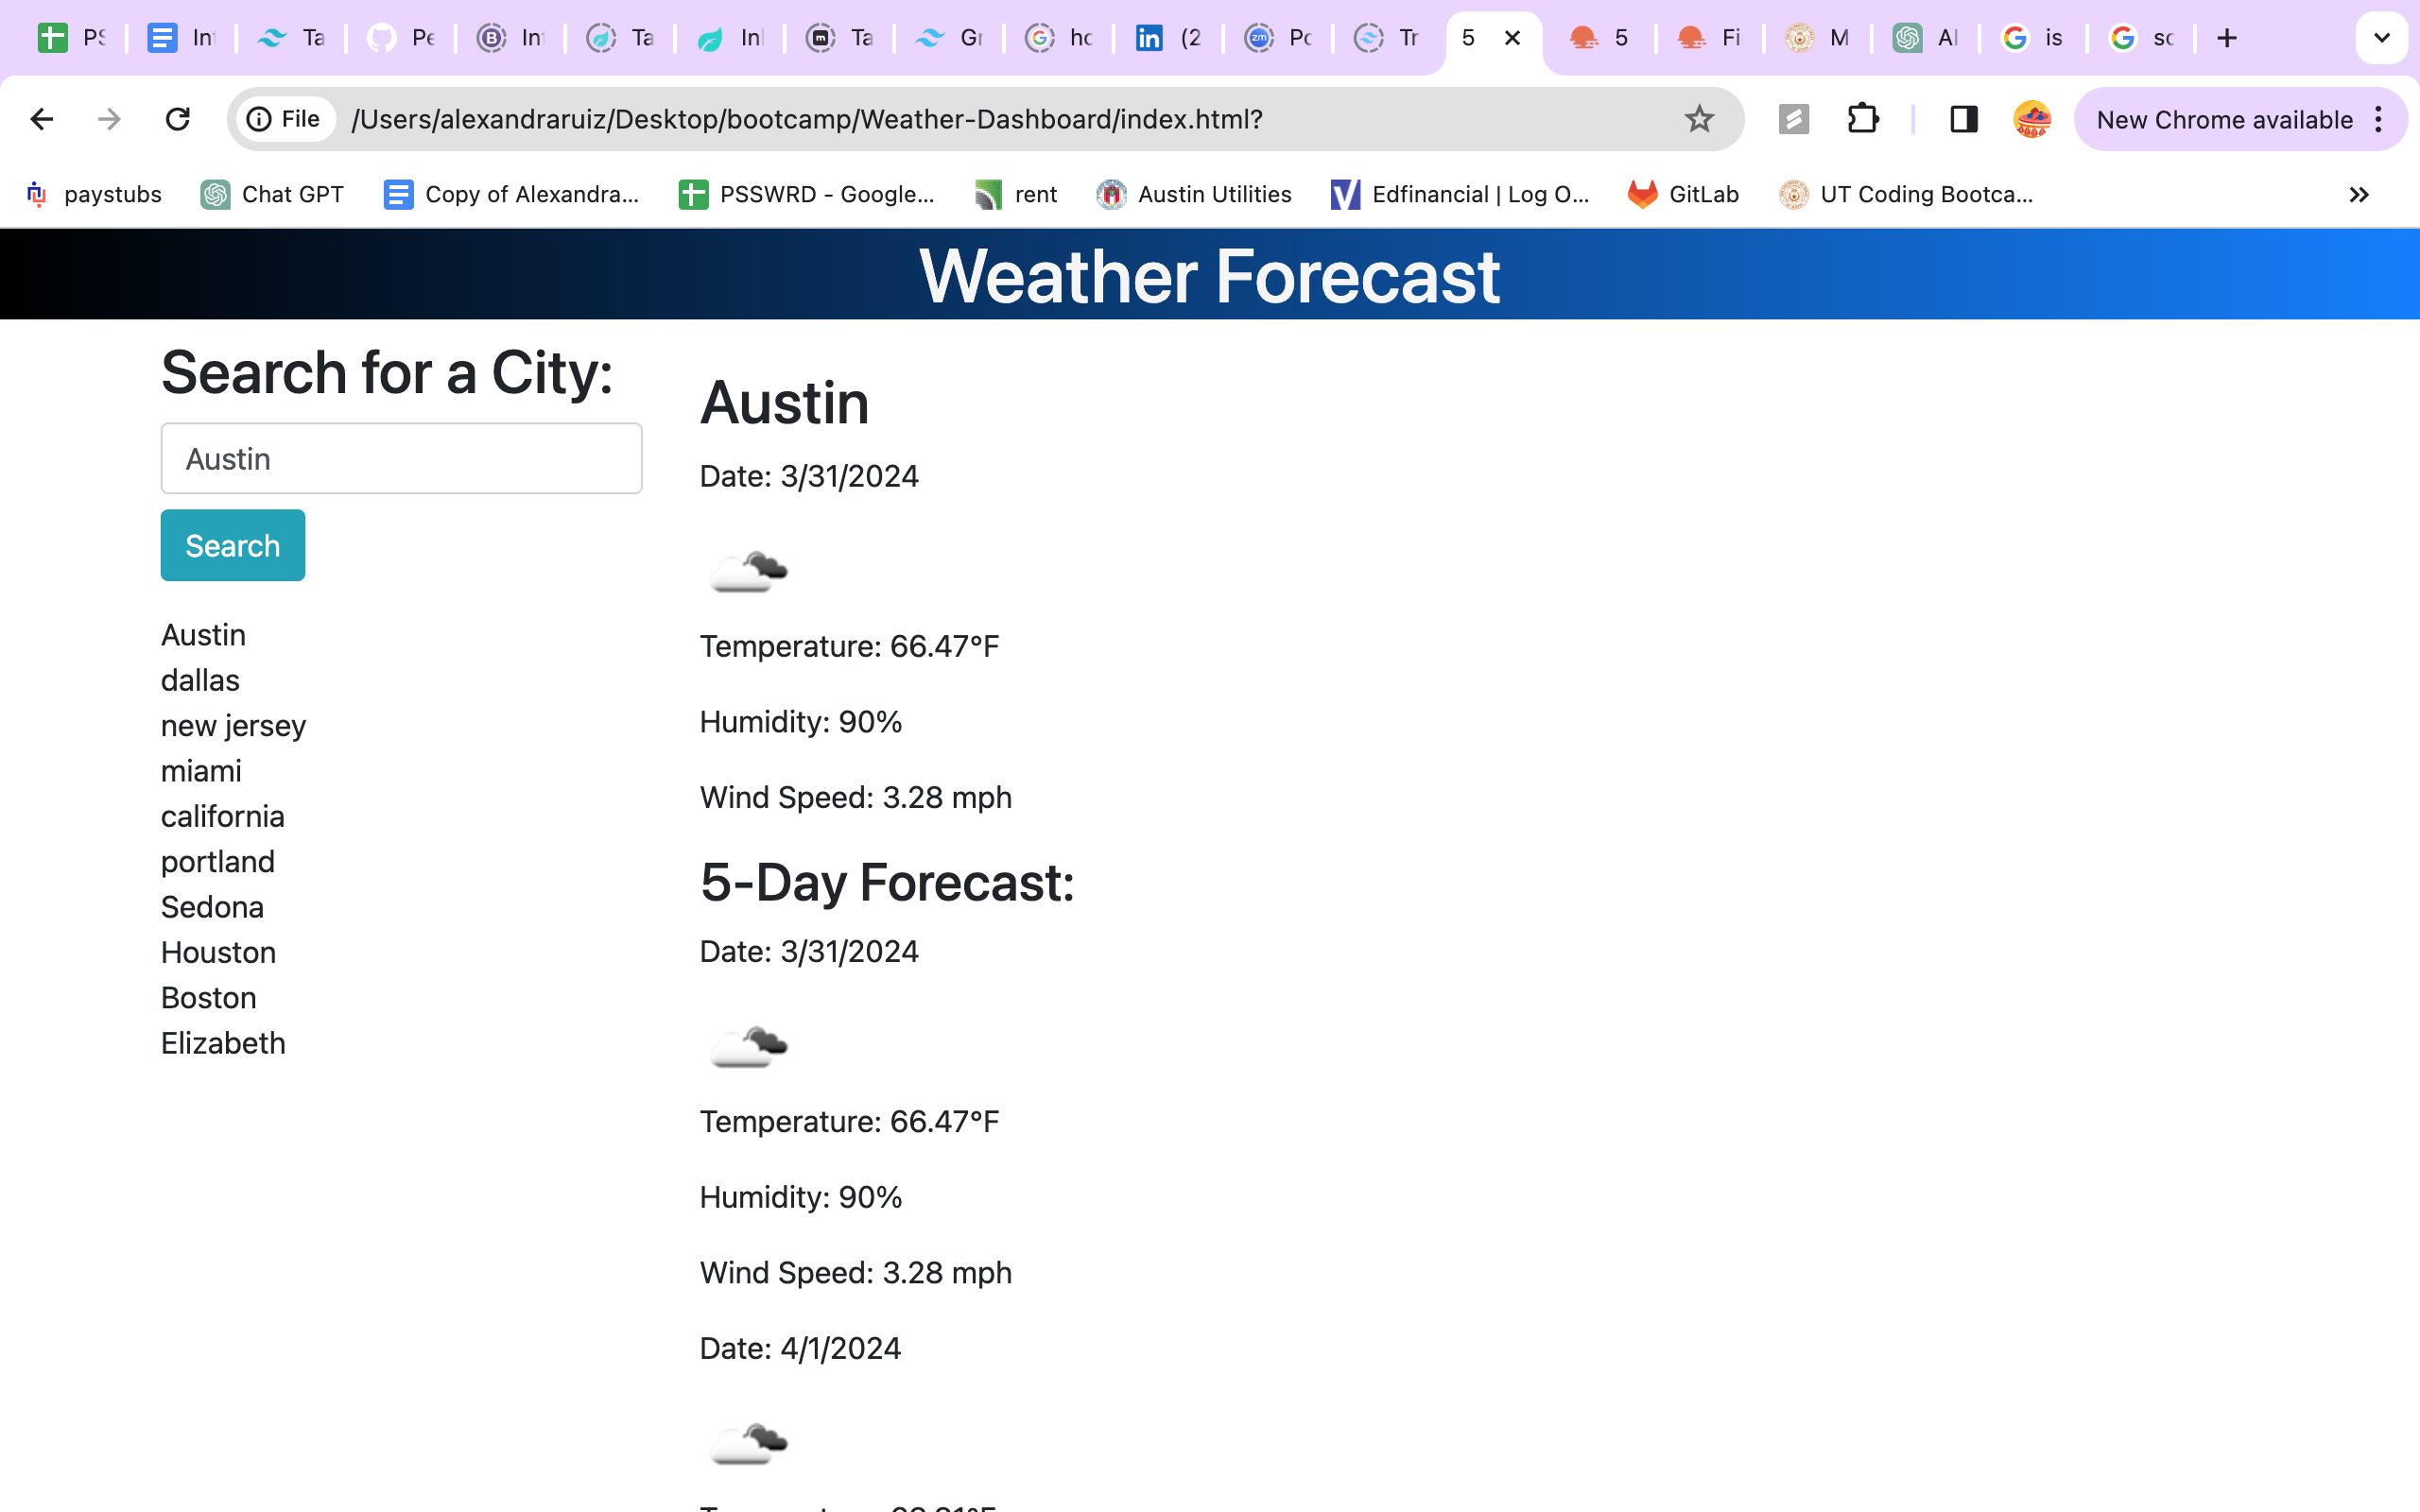 PS Int Ta Pe Int Ta Inl Ta Gr ho (2 Po Tr 5 5 Fi M Al is sc
File /Users/alexandraruiz/Desktop/bootcamp/Weather-Dashboard/index.html? New Chrome available
paystubs Chat GPT Copy of Alexandra... PSSWRD - Google... rent Austin Utilities Edfinancial | Log O... GitLab UT Coding Bootca...
Weather Forecast
Search for a City:
Austin
Search
Austin
dallas
new jersey
miami
california
portland
Sedona
Houston
Boston
Elizabeth
Austin
Date: 3/31/2024
Temperature: 66.47°F
Humidity: 90%
Wind Speed: 3.28 mph
5-Day Forecast:
Date: 3/31/2024
Temperature: 66.47°F
Humidity: 90%
Wind Speed: 3.28 mph
Date: 4/1/2024